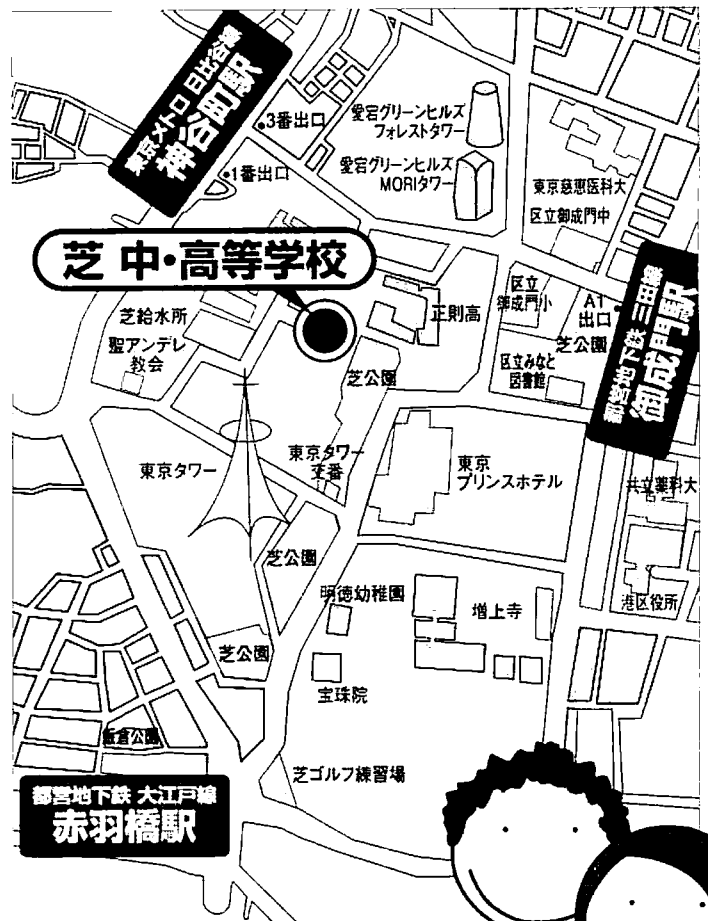 東京メトロ 日比谷線
神谷町駅
3番出口
1番出口
愛宕グリーンヒルズ
フォレストタワー
愛宕グリーンヒルズ
MORIタワー
東京慈恵医科大
区立御成門中
芝 中・高等学校
芝給水所
聖アンデレ
教会
正則高
区立
御成門小
A1
出口
芝公園
都営地下鉄 三田線
御成門駅
区立みなと
図書館
芝公園
東京タワー
東京タワー
交番
東京
プリンスホテル
共立薬科大
芝公園
明徳幼稚園
増上寺
港区役所
芝公園
宝珠院
飯倉公園
芝ゴルフ練習場
都営地下鉄 大江戸線
赤羽橋駅